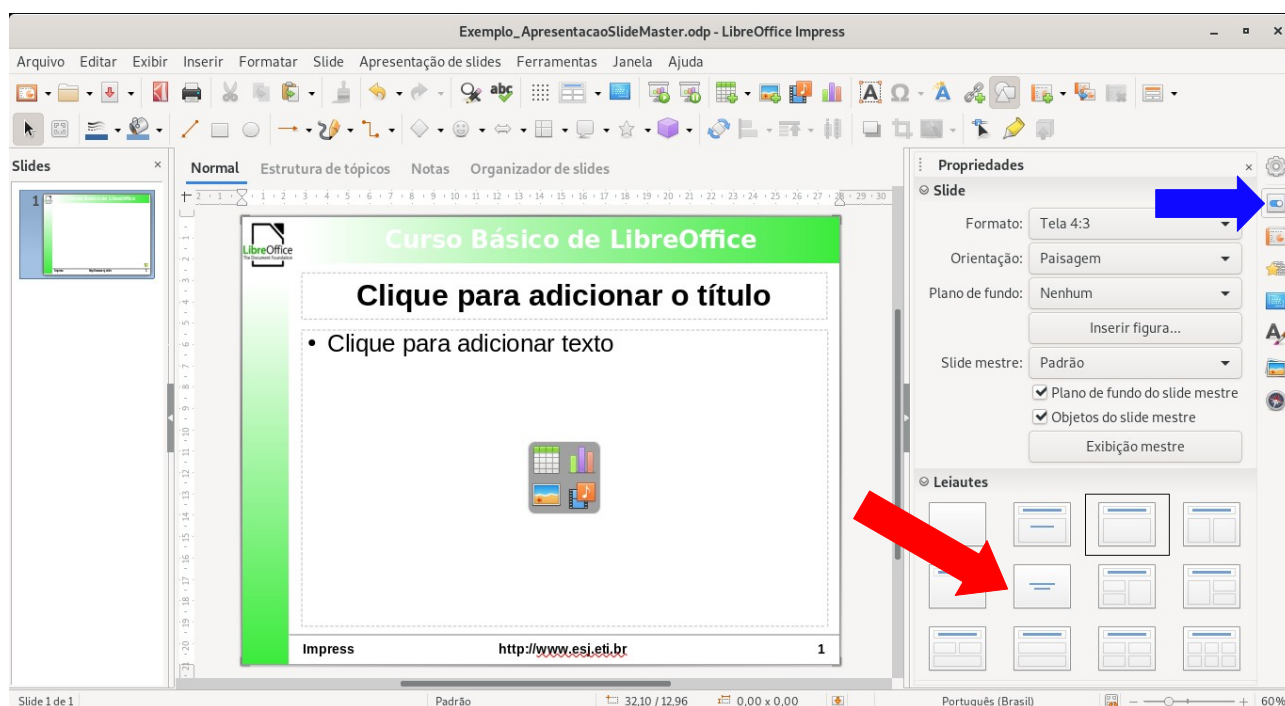 Exemplo_ApresentacaoSlideMaster.odp - LibreOffice Impress
Arquivo Editar Exibir Inserir Formatar Slide Apresentação de slides Ferramentas Janela Ajuda
Slides
1
Normal Estrutura de tópicos Notas Organizador de slides
LibreOffice
The Document Foundation
Curso Básico de LibreOffice
Clique para adicionar o título
• Clique para adicionar texto
Impress http://www.esj.eti.br 1
Propriedades
Slide
Formato: Tela 4:3
Orientação: Paisagem
Plano de fundo: Nenhum
Inserir figura...
Slide mestre: Padrão
Plano de fundo do slide mestre
Objetos do slide mestre
Exibição mestre
Leiautes
Slide 1 de 1 Padrão 32,10 / 12,96 0,00 x 0,00 Português (Brasil) 60%